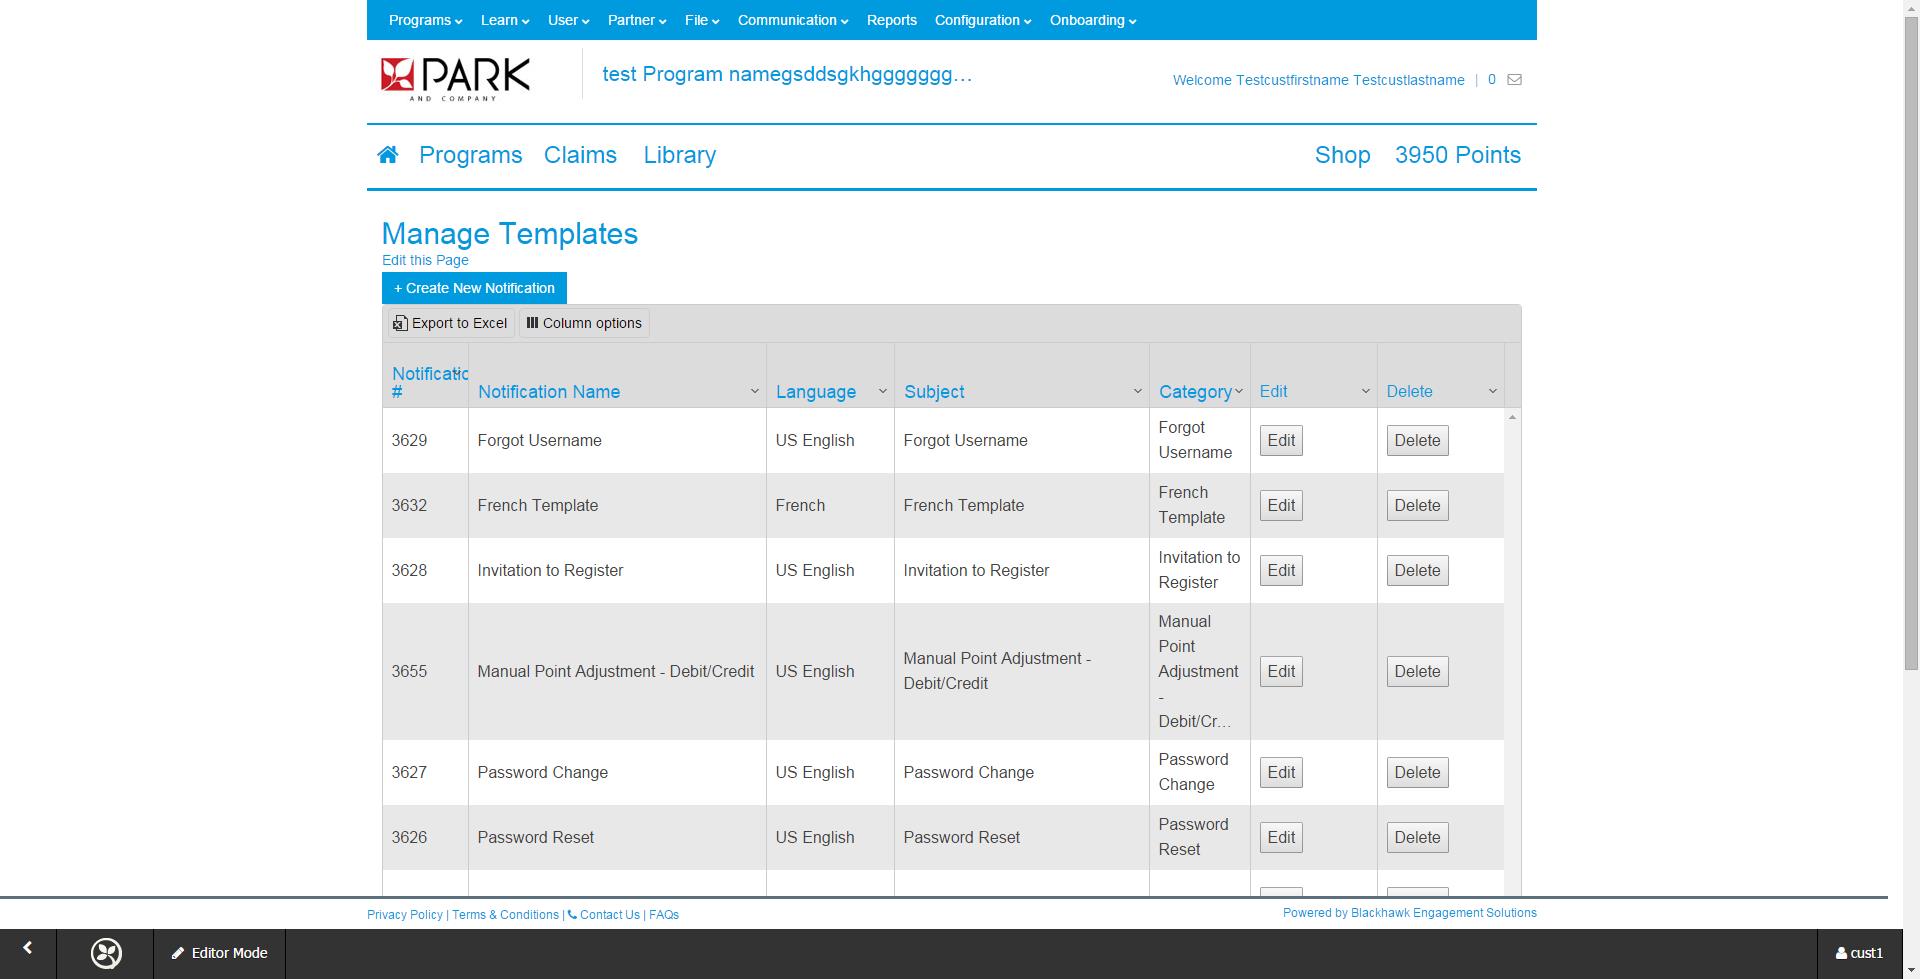 Programs Learn User Partner File Communication Reports Configuration Onboarding
PARK
AND COMPANY
test Program namegsddsgkhggggggg...
Welcome Testcustfirstname Testcustlastname | 0
Programs Claims Library Shop 3950 Points
Manage Templates
Edit this Page
+ Create New Notification
Export to Excel Column options
Notificatio
# Notification Name Language Subject Category Edit Delete
3629 Forgot Username US English Forgot Username Forgot
Username Edit Delete
3632 French Template French French Template French
Template Edit Delete
3628 Invitation to Register US English Invitation to Register Invitation to
Register Edit Delete
3655 Manual Point Adjustment - Debit/Credit US English Manual Point Adjustment -
Debit/Credit Manual
Point
Adjustment
-
Debit/Cr... Edit Delete
3627 Password Change US English Password Change Password
Change Edit Delete
3626 Password Reset US English Password Reset Password
Reset Edit Delete
Privacy Policy | Terms & Conditions | Contact Us | FAQs Powered by Blackhawk Engagement Solutions
Editor Mode cust1